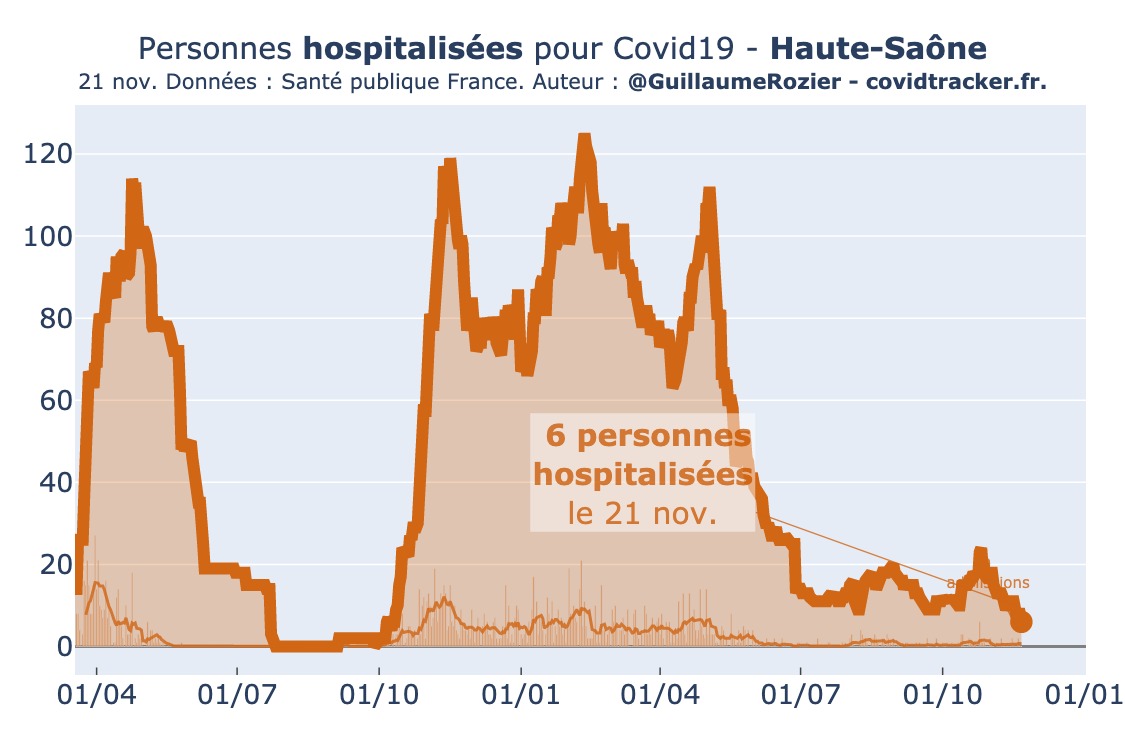 Personnes hospitalisées pour Covid19 - Haute-Saône
21 nov. Données : Santé publique France. Auteur : @GuillaumeRozier - covidtracker.fr.
120
100
80
60
40
20
0
6 personnes
hospitalisées
le 21 nov.
admissions
01/04 01/07 01/10 01/01 01/04 01/07 01/10 01/01